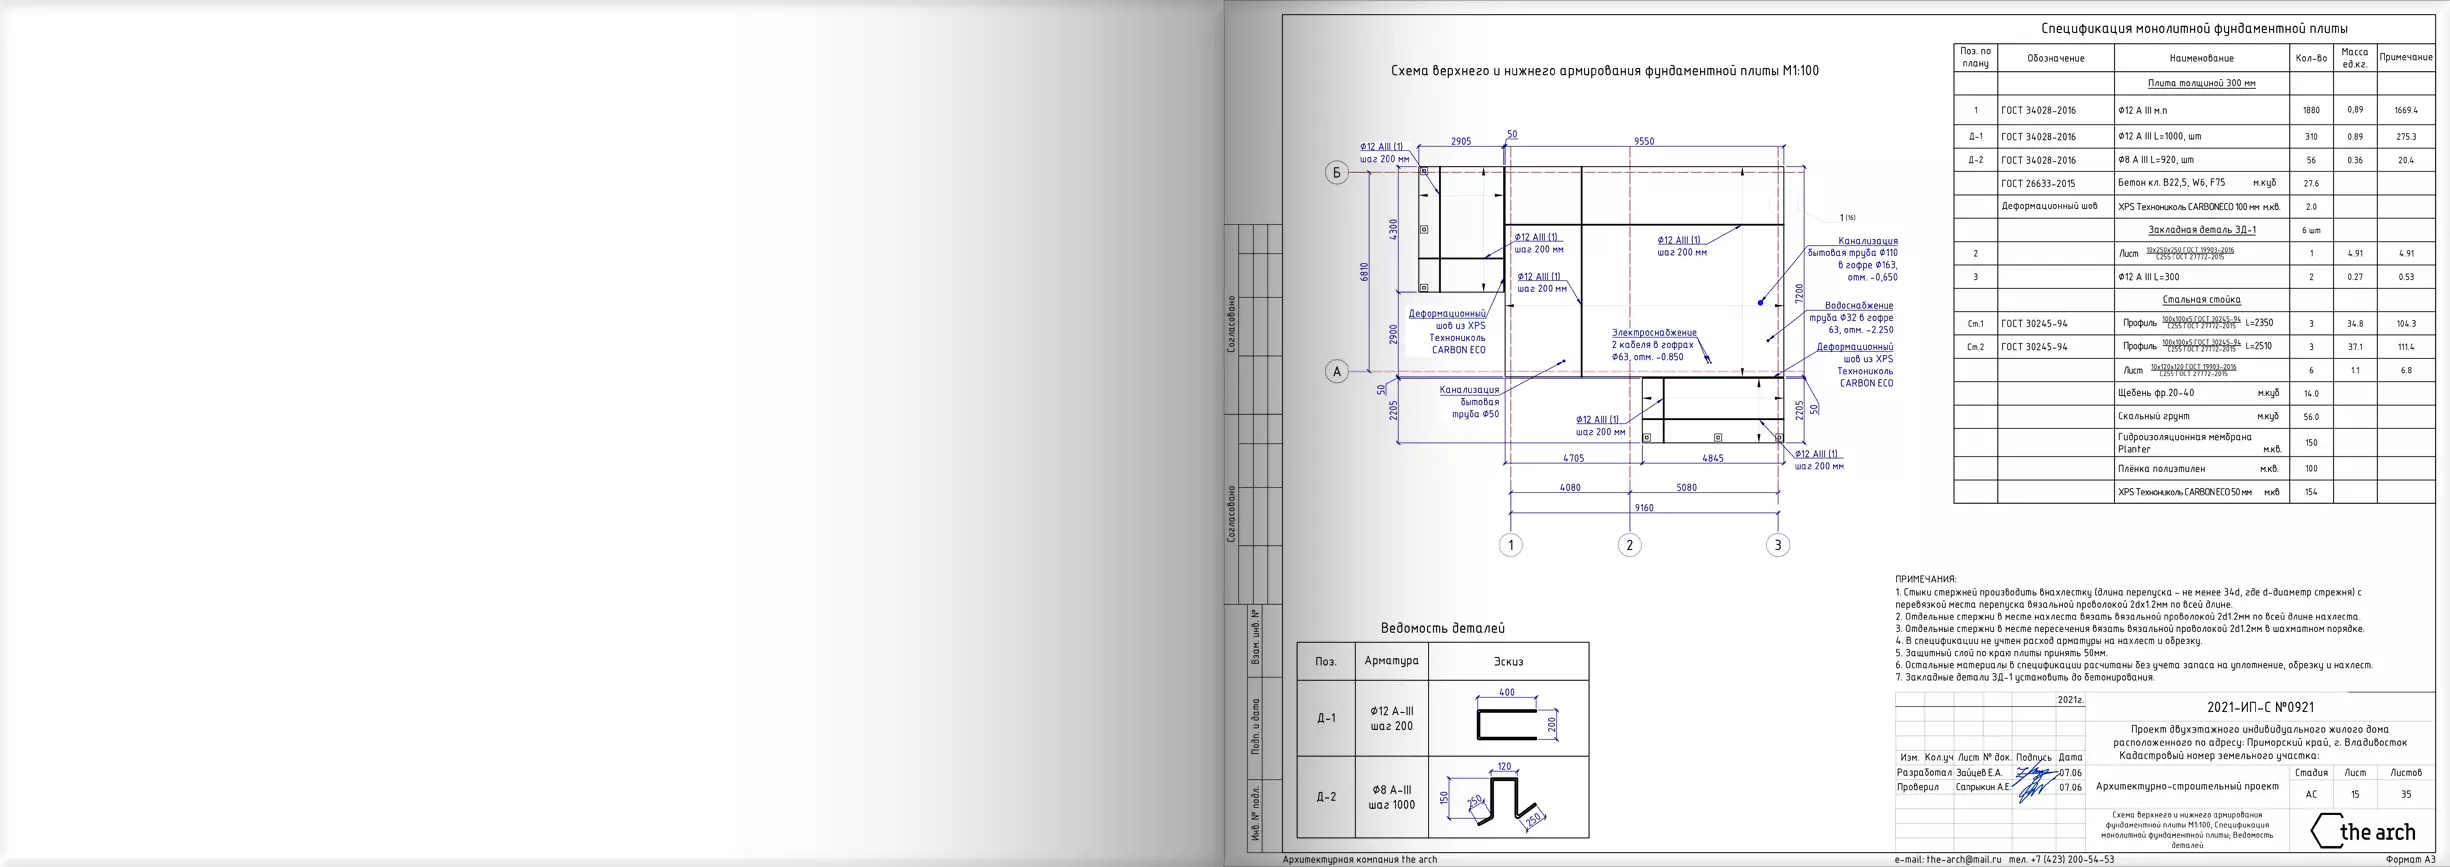 Схема верхнего и нижнего армирования фундаментной плиты М1:100
2905
50
9550
Ø12 АIII (1)
шаг 200 мм
Б
4300
6810
2900
Ø12 АIII (1)
шаг 200 мм
Ø12 АIII (1)
шаг 200 мм
Ø12 АIII (1)
шаг 200 мм
1 (16)
Канализация
бытовая труба Ø110
в гофре Ø163,
отм. -0,650
7200
Водоснабжение
труба Ø32 в гофре
63, отм. -2.250
Деформационный
шов из XPS
Технониколь
CARBON ECO
Электроснабжение
2 кабеля в гофрах
Ø63, отм. -0.850
Деформационный
шов из XPS
Технониколь
CARBON ECO
А
50
2205
Канализация
бытовая
труба Ø50
Ø12 АIII (1)
шаг 200 мм
2205
50
Ø12 АIII (1)
шаг 200 мм
4705
4845
4080
5080
9160
1
2
3
Спецификация монолитной фундаментной плиты
Поз. по плану Обозначение Наименование Кол-во Масса ед.кг. Примечание
Плита толщиной 300 мм
1 ГОСТ 34028-2016 Ø12 А III м.п 1880 0,89 1669.4
Д-1 ГОСТ 34028-2016 Ø12 А III L=1000, шт 310 0.89 275.3
Д-2 ГОСТ 34028-2016 Ø8 А III L=920, шт 56 0.36 20.4
ГОСТ 26633-2015 Бетон кл. В22,5, W6, F75 м.куб 27.6
Деформационный шов XPS Технониколь CARBON ECO 100 мм м.кв. 2.0
Закладная деталь ЗД-1 6 шт
2 Лист 10х250х250 ГОСТ 19903-2016 С255 ГОСТ 27772-2015 1 4.91 4.91
3 Ø12 А III L=300 2 0.27 0.53
Стальная стойка
Ст.1 ГОСТ 30245-94 Профиль 100х100х5 ГОСТ 30245-94 С255 ГОСТ 27772-2015 L=2350 3 34.8 104.3
Ст.2 ГОСТ 30245-94 Профиль 100х100х5 ГОСТ 30245-94 С255 ГОСТ 27772-2015 L=2510 3 37.1 111.4
Лист 10х120х120 ГОСТ 19903-2016 С255 ГОСТ 27772-2015 6 1.1 6.8
Щебень фр.20-40 м.куб 14.0
Скальный грунт м.куб 56.0
Гидроизоляционная мембрана
Planter м.кв. 150
Плёнка полиэтилен м.кв. 100
XPS Технониколь CARBON ECO 50 мм м.кв 154
Согласовано
Согласовано
Взам. инв. №
Подп. и дата
Инв. № подл.
Ведомость деталей
Поз. Арматура Эскиз
Д-1
Ø12 А-III
шаг 200
400
200
Д-2
Ø8 А-III
шаг 1000
120
150
250
250
ПРИМЕЧАНИЯ:
1. Стыки стержней производить внахлестку (длина перепуска - не менее 34d, где d-диаметр стрежня) с
перевязкой места перепуска вязальной проволокой 2dх1.2мм по всей длине.
2. Отдельные стержни в месте нахлеста вязать вязальной проволокой 2d1.2мм по всей длине нахлеста.
3. Отдельные стержни в месте пересечения вязать вязальной проволокой 2d1.2мм в шахматном порядке.
4. В спецификации не учтен расход арматуры на нахлест и обрезку.
5. Защитный слой по краю плиты принять 50мм.
6. Остальные материалы в спецификации расчитаны без учета запаса на уплотнение, обрезку и нахлест.
7. Закладные детали ЗД-1 установить до бетонирования.
2021г.
2021-ИП-С №0921
Проект двухэтажного индивидуального жилого дома
расположенного по адресу: Приморский край, г. Владивосток
Кадастровый номер земельного участка:
Изм. Кол.уч Лист № док. Подпись Дата
Разработал Зайцев Е.А. 07.06
Проверил Сапрыкин А.Е. 07.06
Архитектурно-строительный проект
Стадия Лист Листов
АС 15 35
Схема верхнего и нижнего армирования
фундаментной плиты М1:100; Спецификация
монолитной фундаментной плиты; Ведомость
деталей
the arch
Архитектурная компания the arch
e-mail: the-arch@mail.ru тел. +7 (423) 200-54-53
Формат А3